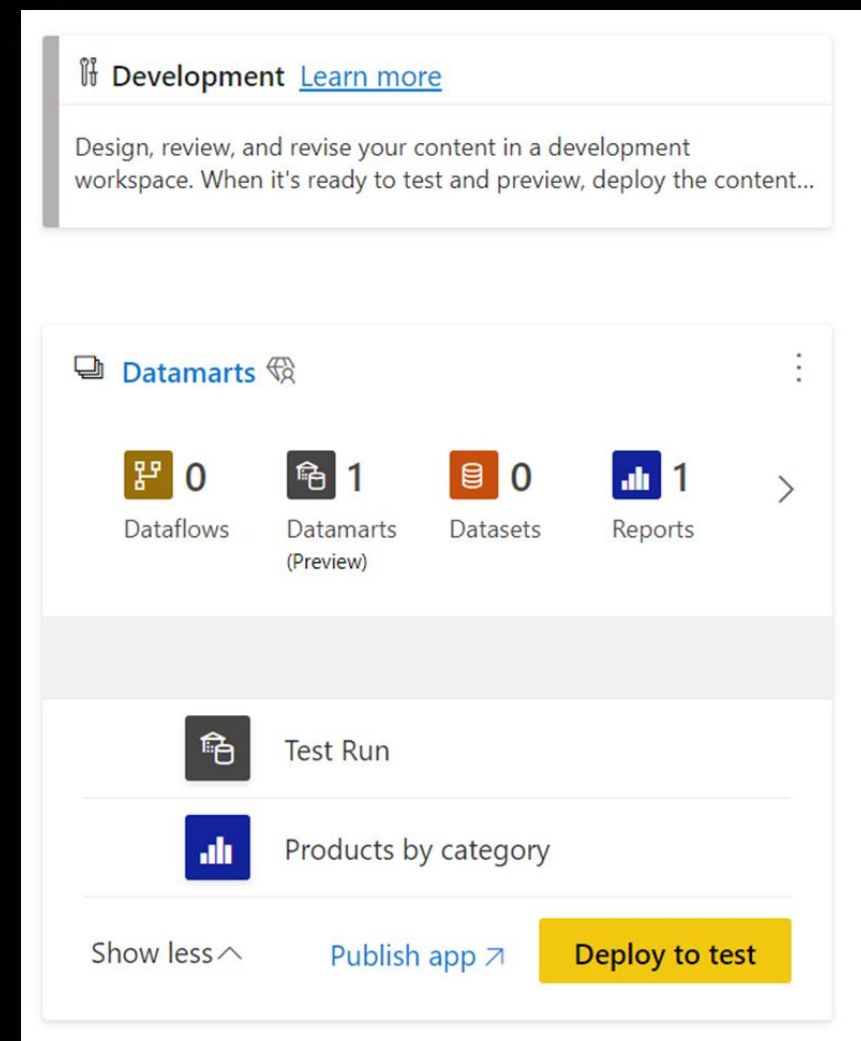 Development Learn more
Design, review, and revise your content in a development
workspace. When it's ready to test and preview, deploy the content...
Datamarts
0 1 0 1
Dataflows Datamarts Datasets Reports
(Preview)
Test Run
Products by category
Show less Publish app Deploy to test